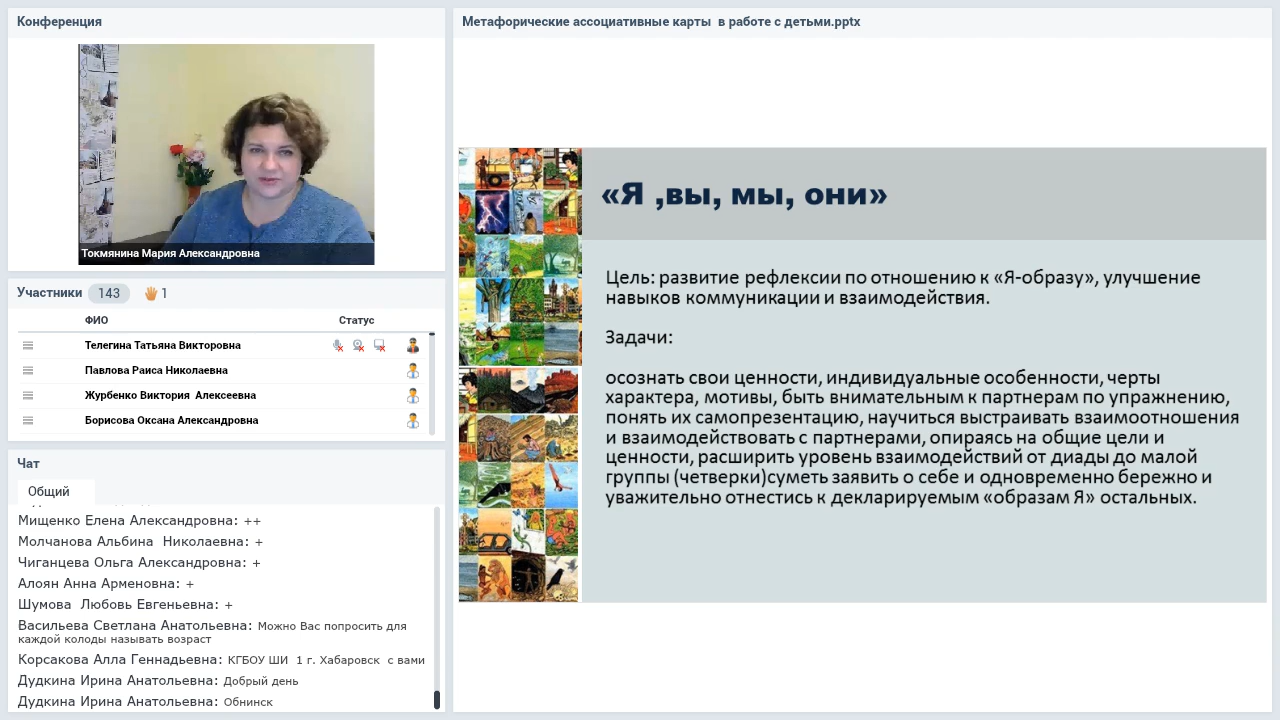 Конференция
Токмянина Мария Александровна
Участники 143 1
ФИО Статус
Телегина Татьяна Викторовна
Павлова Раиса Николаевна
Журбенко Виктория  Алексеевна
Борисова Оксана Александровна
Чат
Общий
Мищенко Елена Александровна: ++
Молчанова Альбина  Николаевна: +
Чиганцева Ольга Александровна: +
Алоян Анна Арменовна: +
Шумова  Любовь Евгеньевна: +
Васильева Светлана Анатольевна: Можно Вас попросить для
каждой колоды называть возраст
Корсакова Алла Геннадьевна: КГБОУ ШИ  1 г. Хабаровск  с вами
Дудкина Ирина Анатольевна: Добрый день
Дудкина Ирина Анатольевна: Обнинск
Метафорические ассоциативные карты  в работе с детьми.pptx
«Я ,вы, мы, они»
Цель: развитие рефлексии по отношению к «Я-образу», улучшение
навыков коммуникации и взаимодействия.
Задачи:
осознать свои ценности, индивидуальные особенности, черты
характера, мотивы, быть внимательным к партнерам по упражнению,
понять их самопрезентацию, научиться выстраивать взаимоотношения
и взаимодействовать с партнерами, опираясь на общие цели и
ценности, расширить уровень взаимодействий от диады до малой
группы (четверки)суметь заявить о себе и одновременно бережно и
уважительно отнестись к декларируемым «образам Я» остальных.